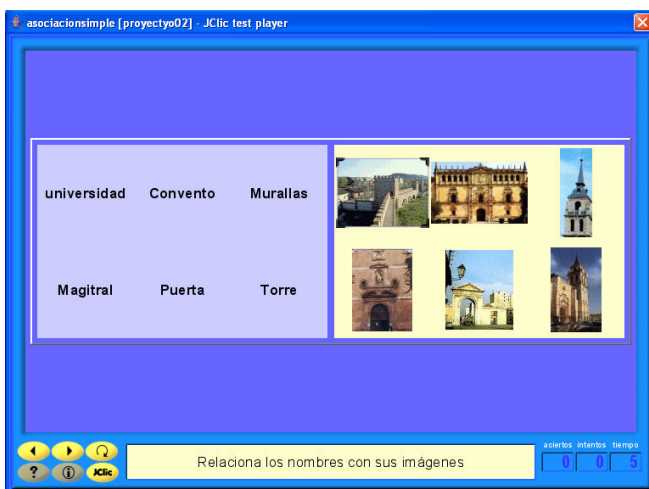 asociacionsimple [proyectyo02] - JClic test player
universidad Convento Murallas
Magitral Puerta Torre
aciertos intentos tiempo
0 0 5
? i JClic
Relaciona los nombres con sus imágenes